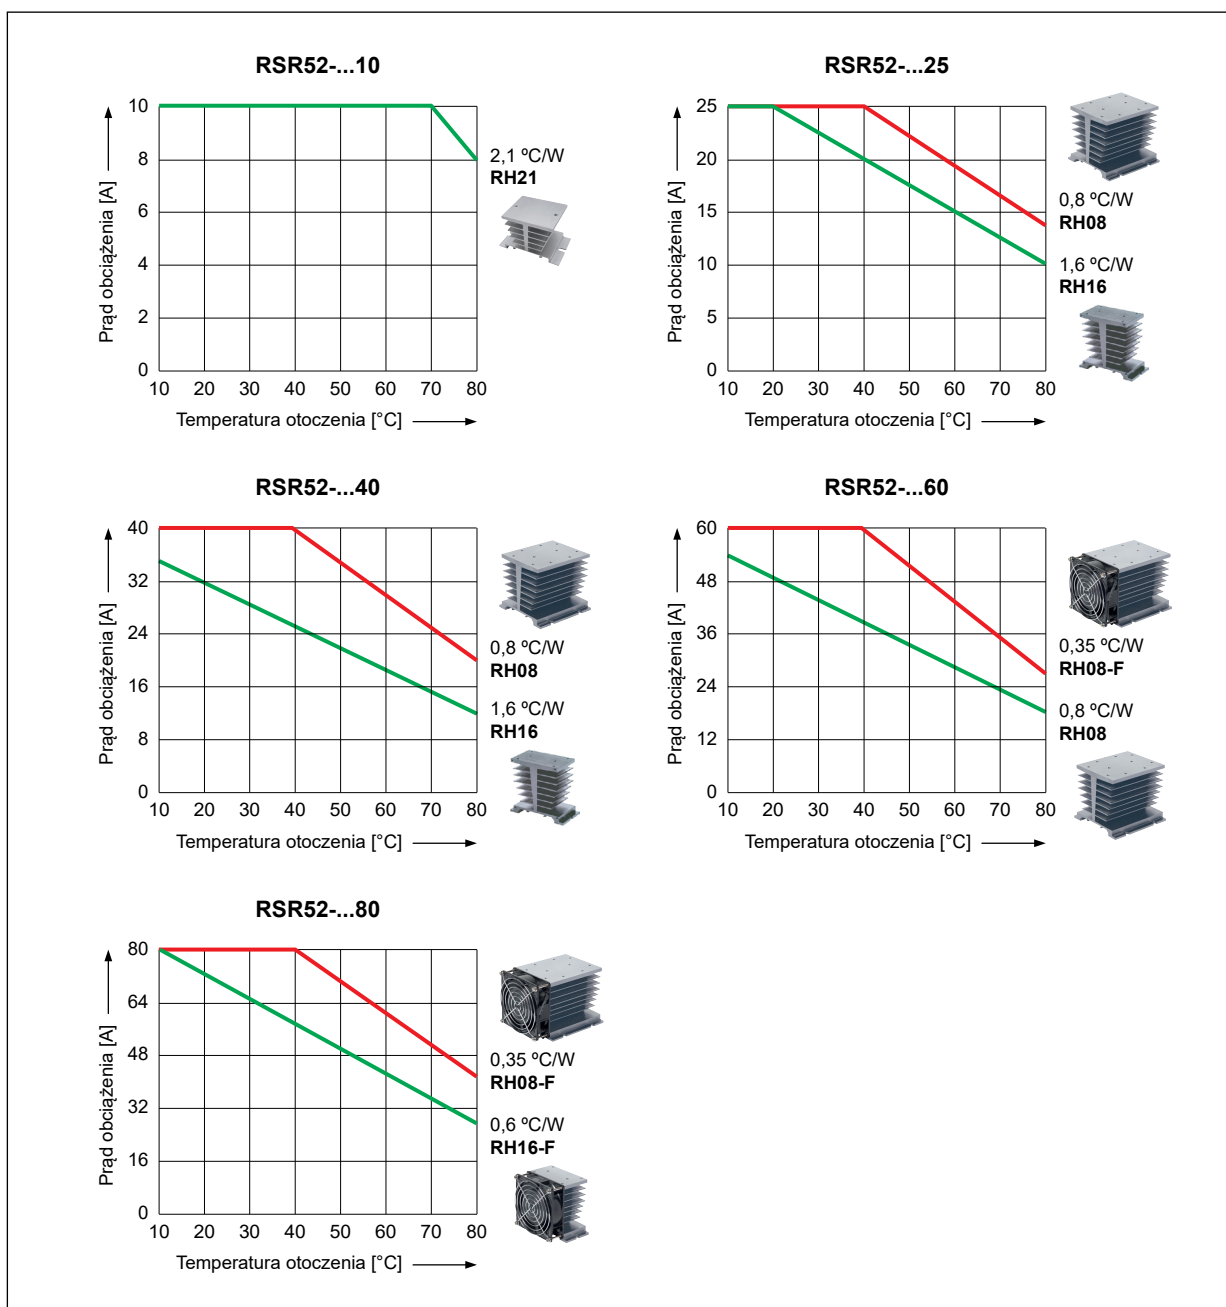 RSR52-...10
Prąd obciążenia [A]
10
8
6
4
2
0
10 20 30 40 50 60 70 80
Temperatura otoczenia [°C]
2,1 ºC/W
RH21
RSR52-...25
Prąd obciążenia [A]
25
20
15
10
5
0
10 20 30 40 50 60 70 80
Temperatura otoczenia [°C]
0,8 ºC/W
RH08
1,6 ºC/W
RH16
RSR52-...40
Prąd obciążenia [A]
40
32
24
16
8
0
10 20 30 40 50 60 70 80
Temperatura otoczenia [°C]
0,8 ºC/W
RH08
1,6 ºC/W
RH16
RSR52-...60
Prąd obciążenia [A]
60
48
36
24
12
0
10 20 30 40 50 60 70 80
Temperatura otoczenia [°C]
0,35 ºC/W
RH08-F
0,8 ºC/W
RH08
RSR52-...80
Prąd obciążenia [A]
80
64
48
32
16
0
10 20 30 40 50 60 70 80
Temperatura otoczenia [°C]
0,35 ºC/W
RH08-F
0,6 ºC/W
RH16-F